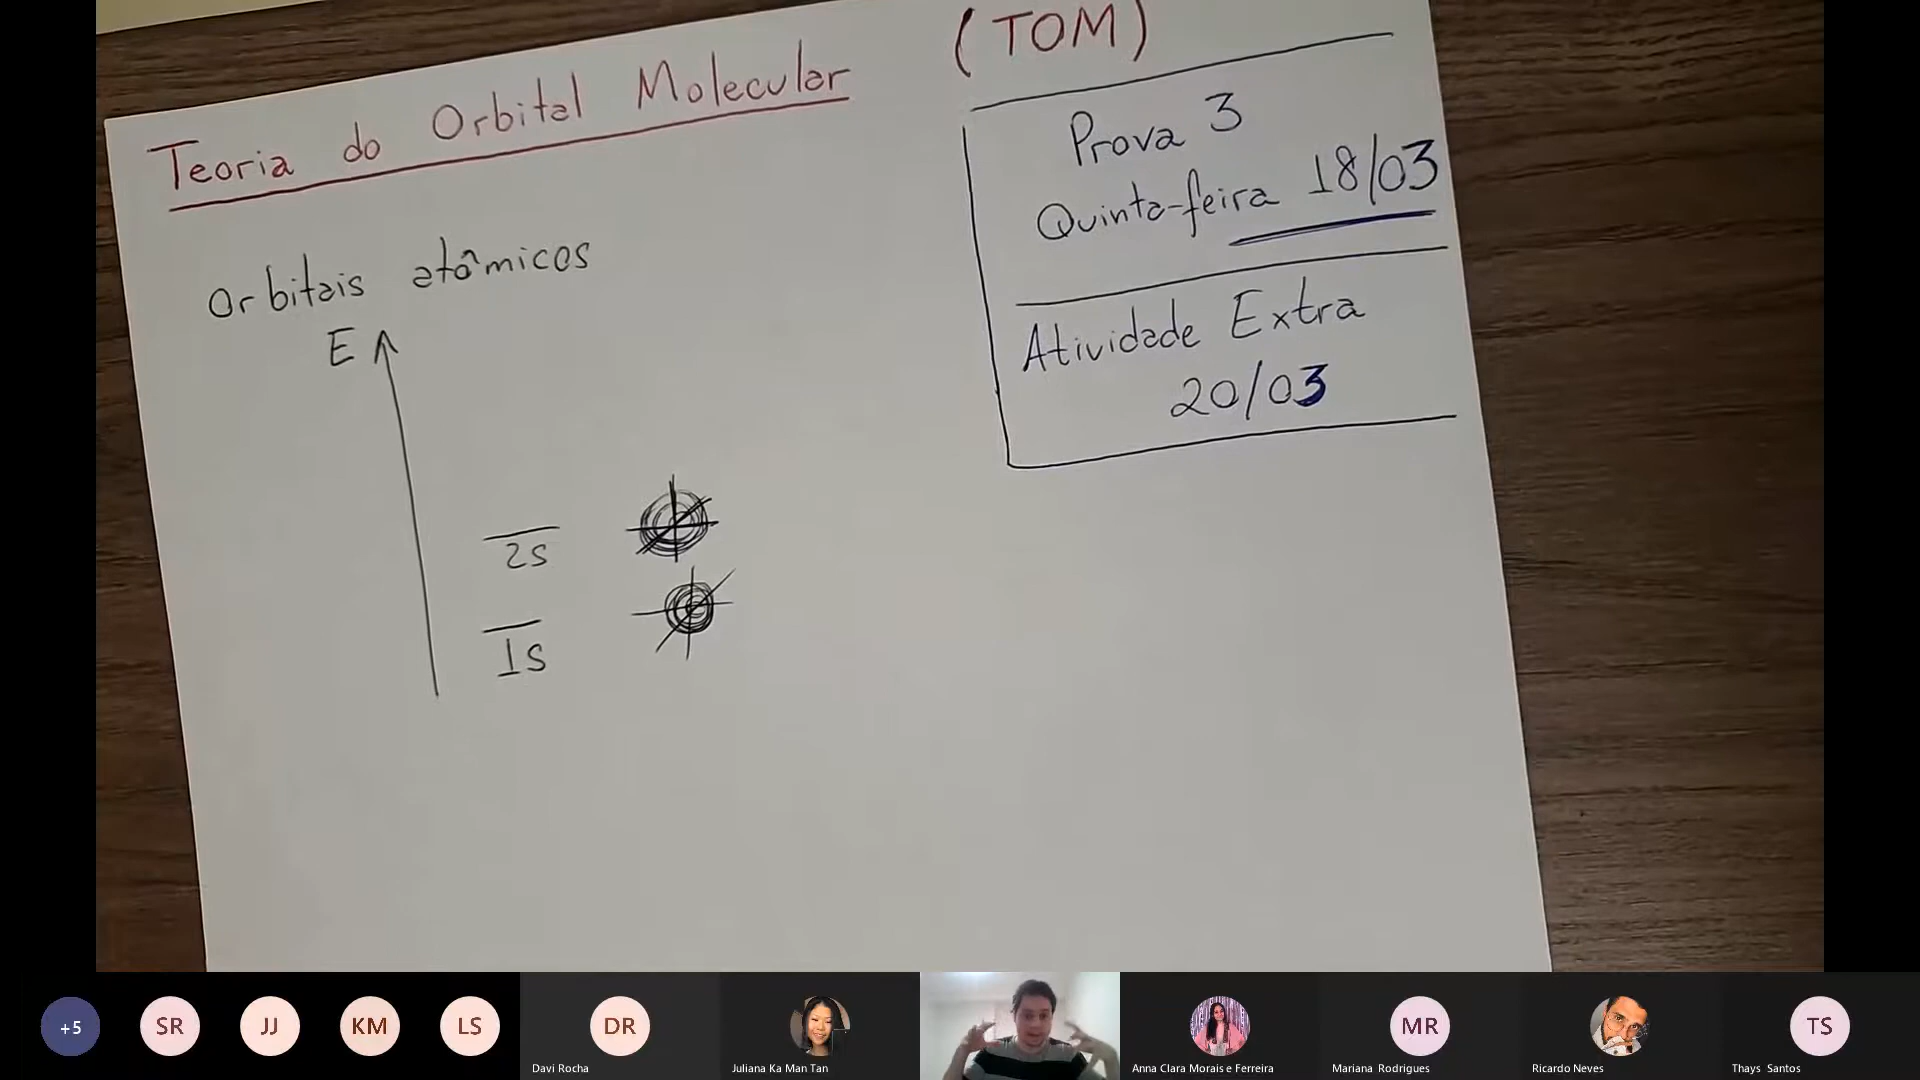 Teoria do Orbital Molecular (TOM)
Prova 3
Quinta-feira 18/03
Atividade Extra
20/03
Orbitais atômicos
E
2s
1s
+5
SR
JJ
KM
LS
DR
Davi Rocha
Juliana Ka Man Tan
Anna Clara Morais e Ferreira
MR
Mariana Rodrigues
Ricardo Neves
TS
Thays Santos